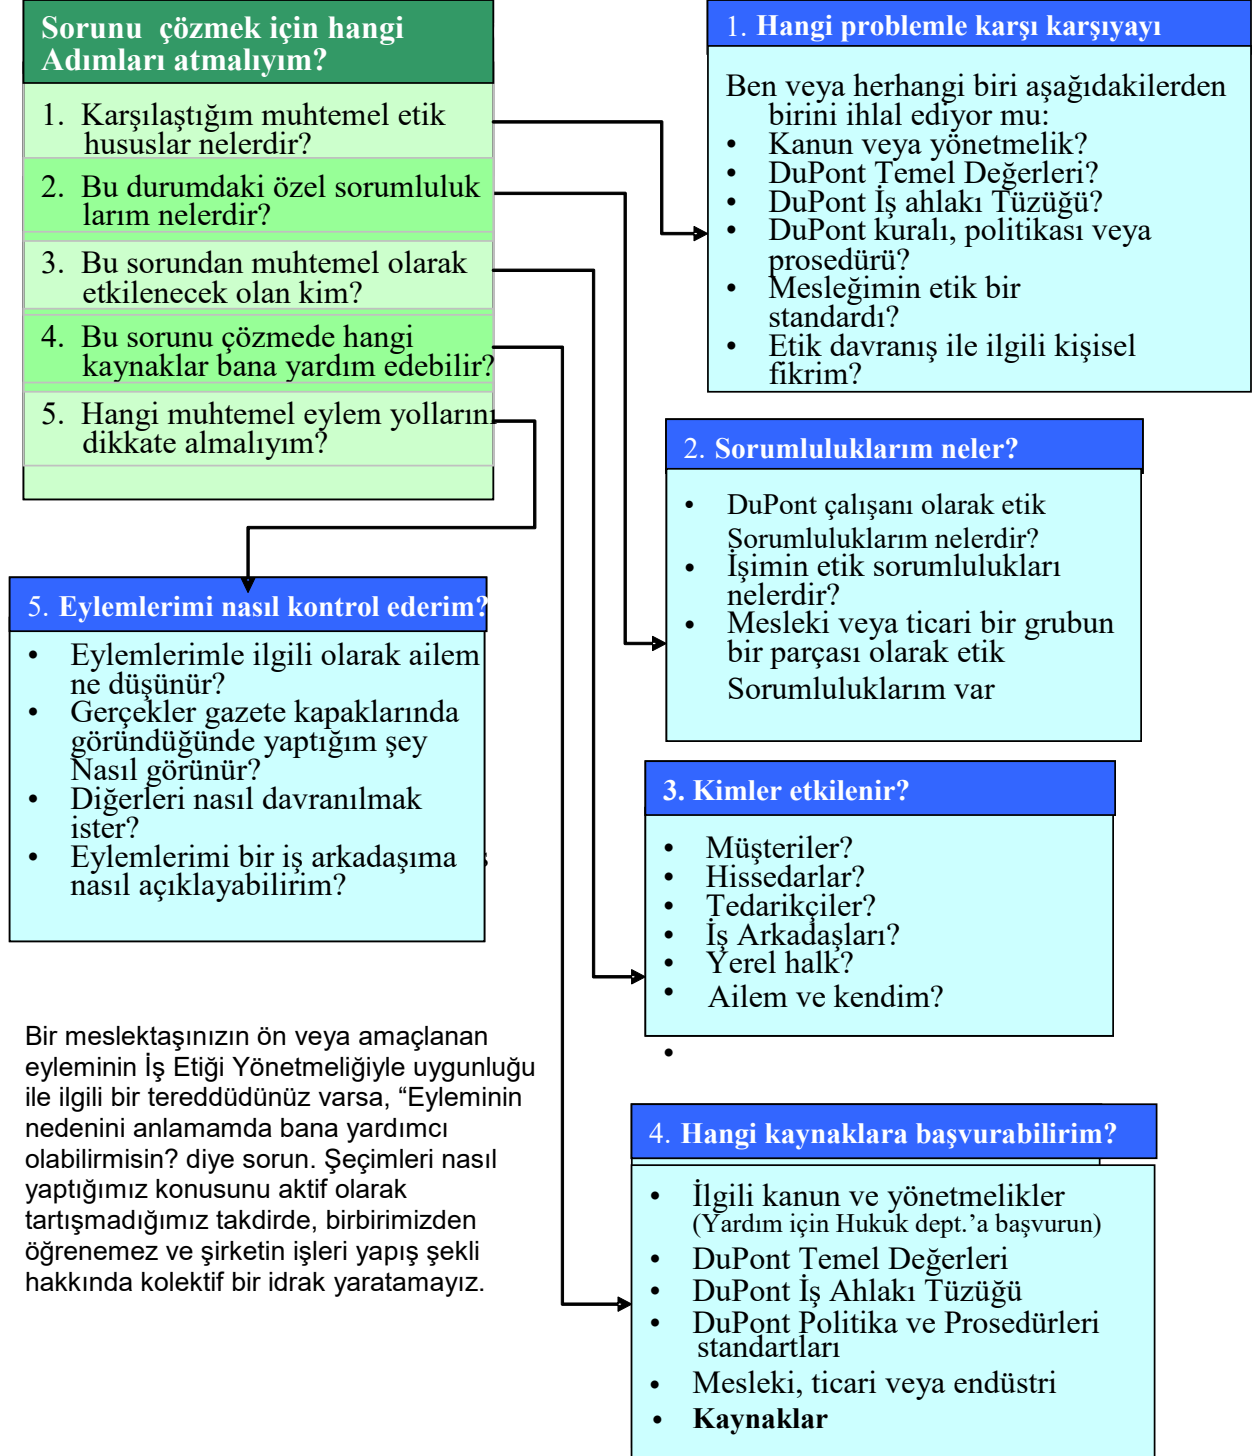 Sorunu çözmek için hangi
Adımları atmalıyım?
1. Karşılaştığım muhtemel etik
hususlar nelerdir?
2. Bu durumdaki özel sorumluluk
larım nelerdir?
3. Bu sorundan muhtemel olarak
etkilenecek olan kim?
4. Bu sorunu çözmede hangi
kaynaklar bana yardım edebilir?
5. Hangi muhtemel eylem yollarını
dikkate almalıyım?
1. Hangi problemle karşı karşıyayı
Ben veya herhangi biri aşağıdakilerden
birini ihlal ediyor mu:
• Kanun veya yönetmelik?
• DuPont Temel Değerleri?
• DuPont İş ahlakı Tüzüğü?
• DuPont kuralı, politikası veya
prosedürü?
• Mesleğimin etik bir
standardı?
• Etik davranış ile ilgili kişisel
fikrim?
2. Sorumluluklarım neler?
• DuPont çalışanı olarak etik
Sorumluluklarım nelerdir?
• İşimin etik sorumlulukları
nelerdir?
• Mesleki veya ticari bir grubun
bir parçası olarak etik
Sorumluluklarım var
5. Eylemlerimi nasıl kontrol ederim?
• Eylemlerimle ilgili olarak ailem
ne düşünür?
• Gerçekler gazete kapaklarında
göründüğünde yaptığım şey
Nasıl görünür?
• Diğerleri nasıl davranılmak
ister?
• Eylemlerimi bir iş arkadaşıma
nasıl açıklayabilirim?
3. Kimler etkilenir?
• Müşteriler?
• Hissedarlar?
• Tedarikçiler?
• İş Arkadaşları?
• Yerel halk?
• Ailem ve kendim?
•
Bir meslektaşınızın ön veya amaçlanan
eyleminin İş Etiği Yönetmeliğiyle uygunluğu
ile ilgili bir tereddüdünüz varsa, “Eyleminin
nedenini anlamamda bana yardımcı
olabilirmisin? diye sorun. Şeçimleri nasıl
yaptığımız konusunu aktif olarak
tartışmadığımız takdirde, birbirimizden
öğrenemez ve şirketin işleri yapış şekli
hakkında kolektif bir idrak yaratamayız.
4. Hangi kaynaklara başvurabilirim?
• İlgili kanun ve yönetmelikler
(Yardım için Hukuk dept.’a başvurun)
• DuPont Temel Değerleri
• DuPont İş Ahlakı Tüzüğü
• DuPont Politika ve Prosedürleri
standartları
• Mesleki, ticari veya endüstri
• Kaynaklar